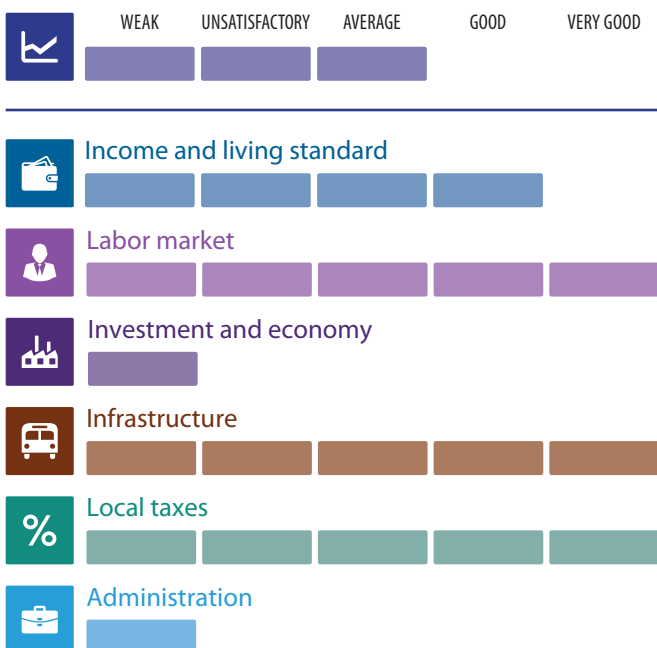 WEAK UNSATISFACTORY AVERAGE GOOD VERY GOOD
Income and living standard
Labor market
Investment and economy
Infrastructure
%
Local taxes
Administration